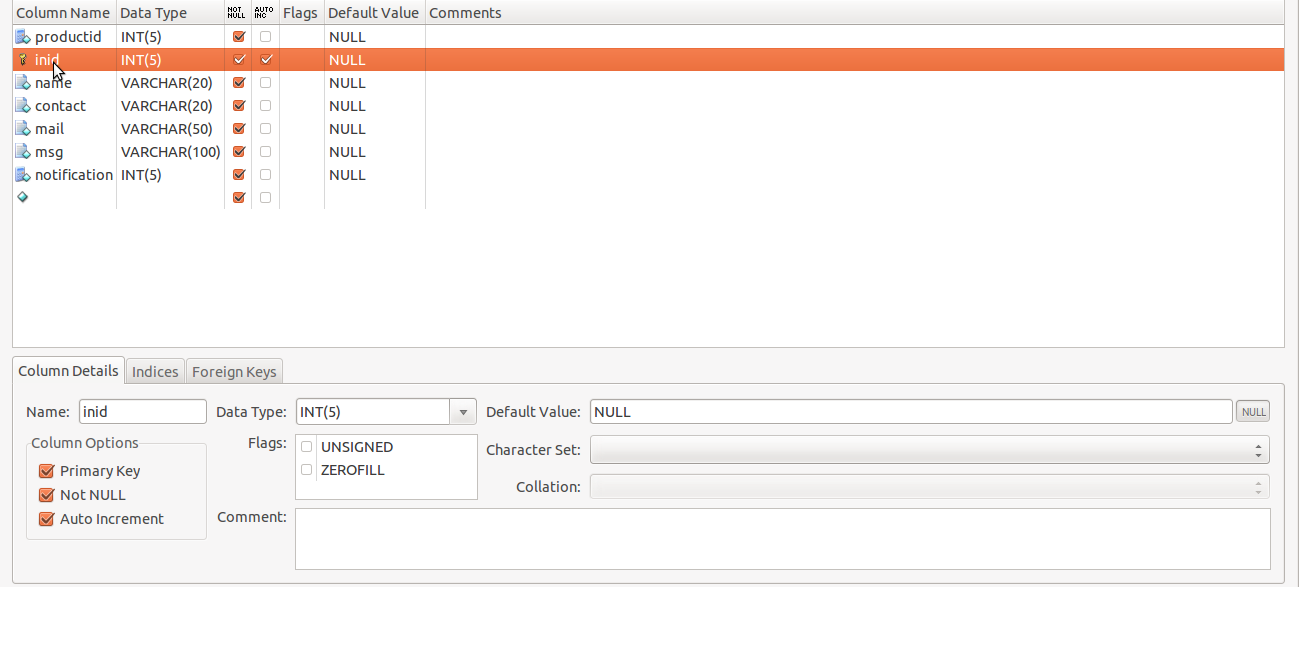 Column Name Data Type NOT NULL AUTO INC Flags Default Value Comments
productid INT(5) NULL
inid INT(5) NULL
name VARCHAR(20) NULL
contact VARCHAR(20) NULL
mail VARCHAR(50) NULL
msg VARCHAR(100) NULL
notification INT(5) NULL
Column Details Indices Foreign Keys
Name: inid Data Type: INT(5) Default Value: NULL NULL
Column Options Flags: UNSIGNED Character Set:
Primary Key ZEROFILL
Not NULL Collation:
Auto Increment Comment: